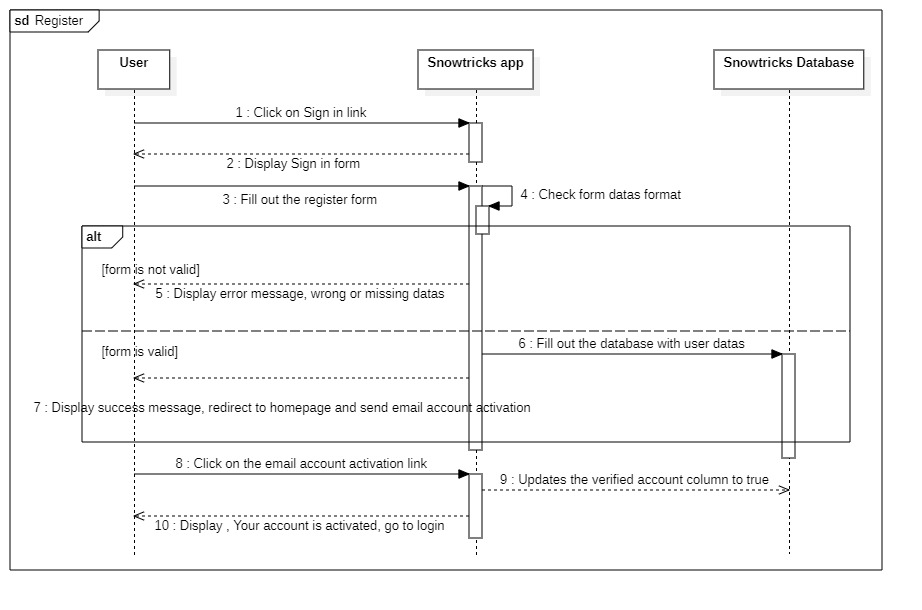 sd Register
User
Snowtricks app
Snowtricks Database
1 : Click on Sign in link
2 : Display Sign in form
3 : Fill out the register form
4 : Check form datas format
alt
[form is not valid]
5 : Display error message, wrong or missing datas
[form is valid]
6 : Fill out the database with user datas
7 : Display success message, redirect to homepage and send email account activation
8 : Click on the email account activation link
9 : Updates the verified account column to true
10 : Display , Your account is activated, go to login